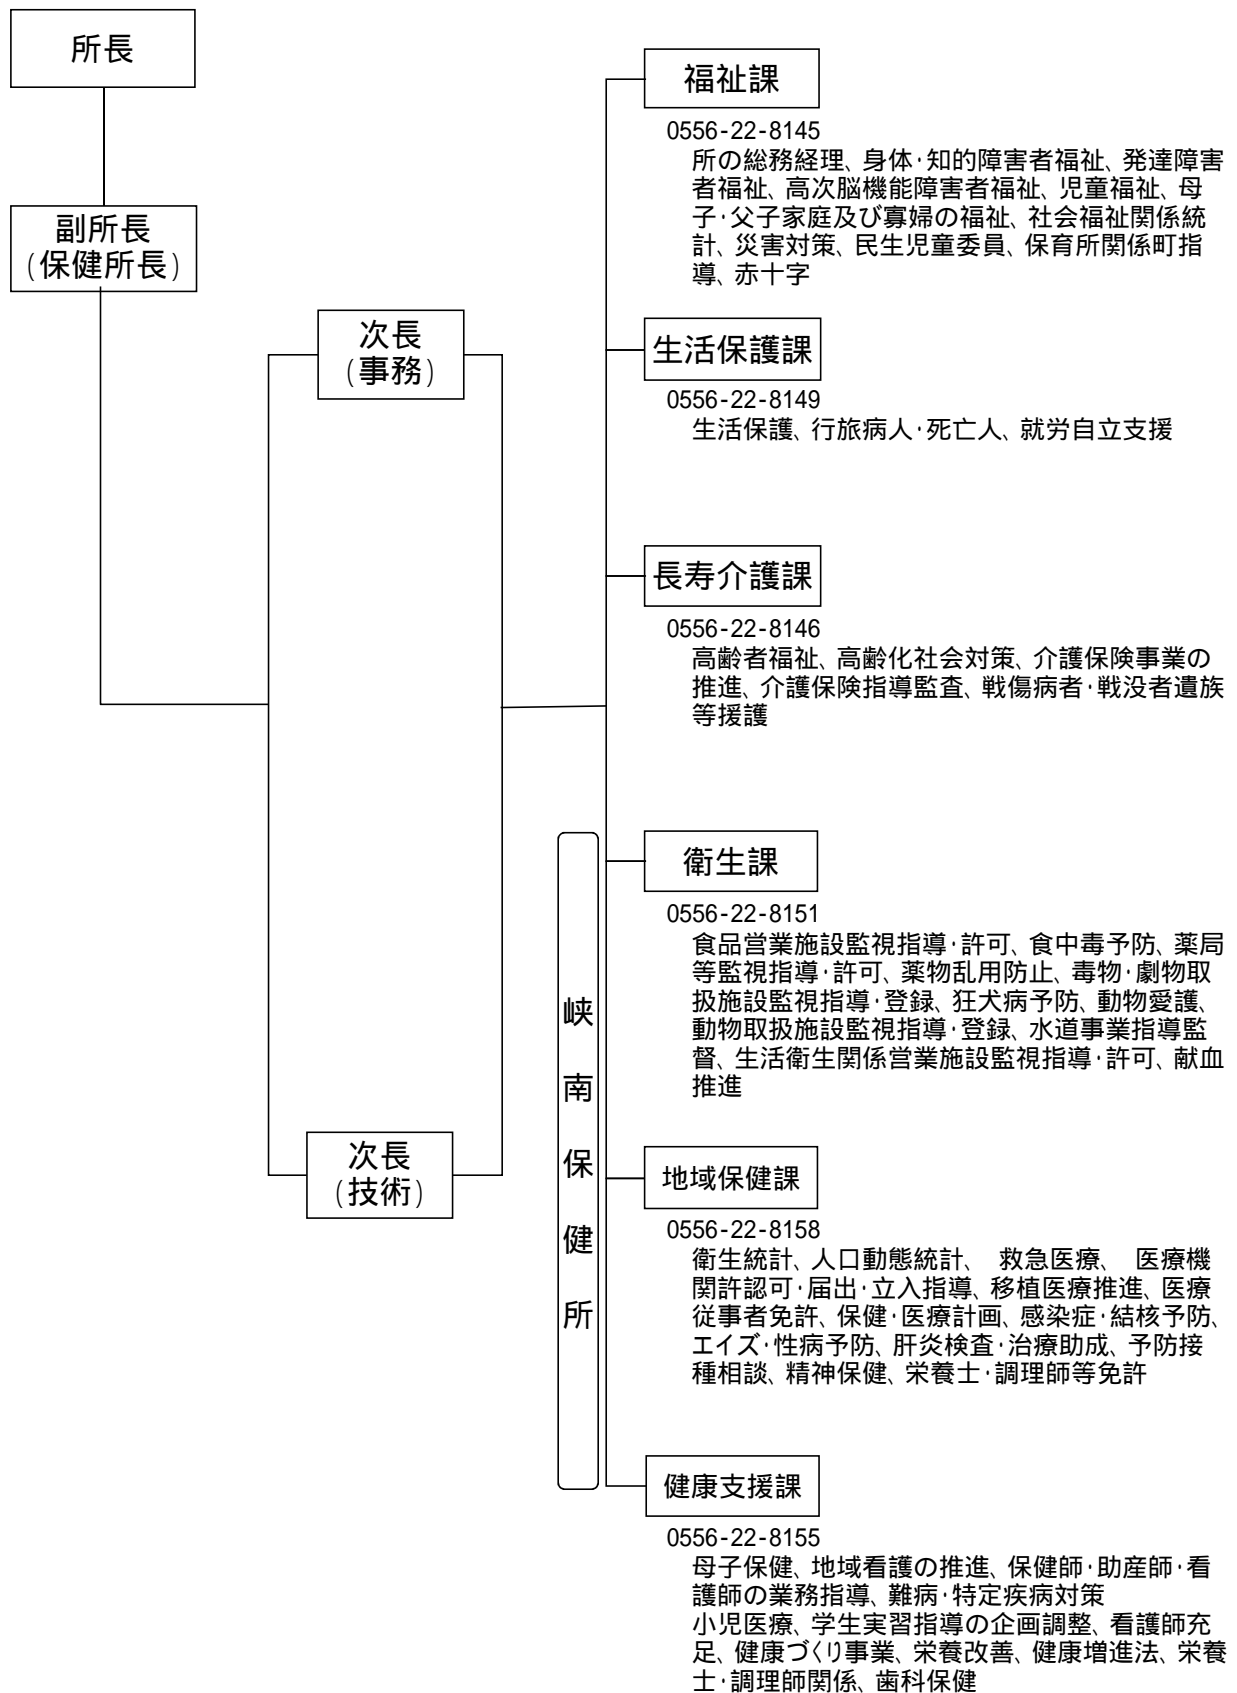 所長
副所長
(保健所長)
次長
(事務)
次長
(技術)
福祉課
0556-22-8145
所の総務経理、身体･知的障害者福祉、発達障害
者福祉、高次脳機能障害者福祉、児童福祉、母
子･父子家庭及び寡婦の福祉、社会福祉関係統
計、災害対策、民生児童委員、保育所関係町指
導、赤十字
生活保護課
0556-22-8149
生活保護、行旅病人･死亡人、就労自立支援
長寿介護課
0556-22-8146
高齢者福祉、高齢化社会対策、介護保険事業の
推進、介護保険指導監査、戦傷病者･戦没者遺族
等援護
峡南保健所
衛生課
0556-22-8151
食品営業施設監視指導･許可、食中毒予防、薬局
等監視指導･許可、薬物乱用防止、毒物･劇物取
扱施設監視指導･登録、狂犬病予防、動物愛護、
動物取扱施設監視指導･登録、水道事業指導監
督、生活衛生関係営業施設監視指導･許可、献血
推進
地域保健課
0556-22-8158
衛生統計、人口動態統計、 救急医療、 医療機
関許認可･届出･立入指導、移植医療推進、医療
従事者免許、保健･医療計画、感染症･結核予防、
エイズ･性病予防、肝炎検査･治療助成、予防接
種相談、精神保健、栄養士･調理師等免許
健康支援課
0556-22-8155
母子保健、地域看護の推進、保健師･助産師･看
護師の業務指導、難病･特定疾病対策
小児医療、学生実習指導の企画調整、看護師充
足、健康づくり事業、栄養改善、健康増進法、栄養
士･調理師関係、歯科保健